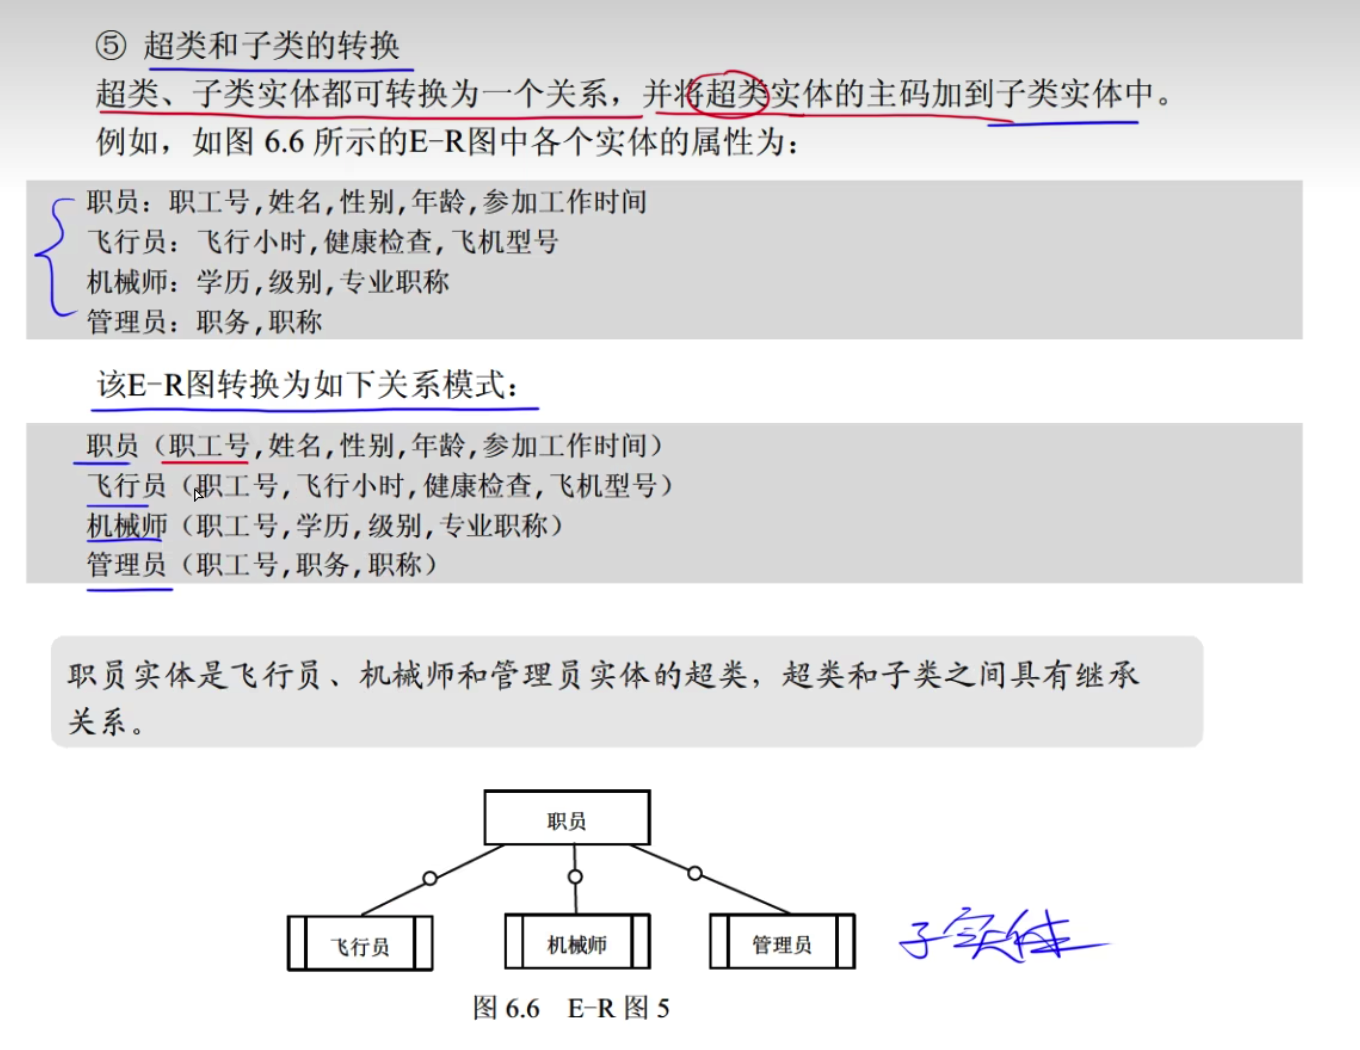 ⑤ 超类和子类的转换
超类、子类实体都可转换为一个关系，并将超类实体的主码加到子类实体中。
例如，如图 6.6 所示的E-R图中各个实体的属性为：
职员：职工号,姓名,性别,年龄,参加工作时间
飞行员：飞行小时,健康检查,飞机型号
机械师：学历,级别,专业职称
管理员：职务,职称
该E-R图转换为如下关系模式：
职员（职工号,姓名,性别,年龄,参加工作时间）
飞行员（职工号,飞行小时,健康检查,飞机型号）
机械师（职工号,学历,级别,专业职称）
管理员（职工号,职务,职称）
职员实体是飞行员、机械师和管理员实体的超类，超类和子类之间具有继承
关系。
职员
飞行员 机械师 管理员 子实体
图 6.6 E-R 图 5